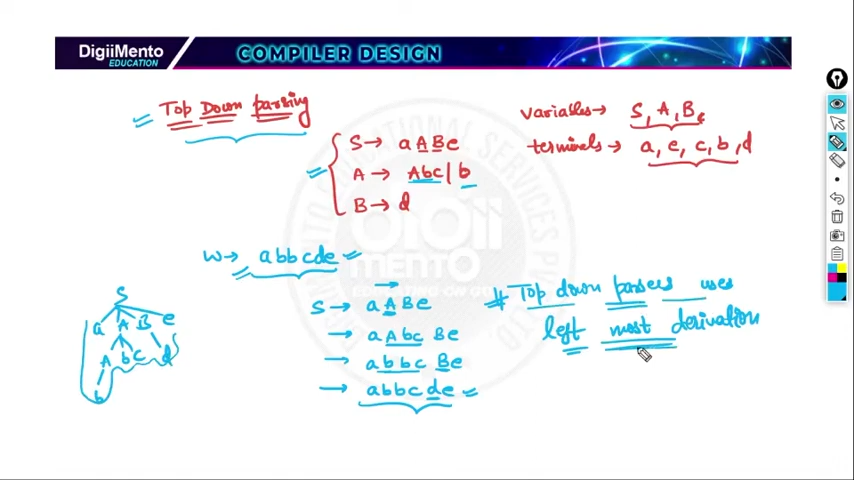 DigiiMento
EDUCATION
COMPILER DESIGN
Top Down parsing
S → aABe
A → Abc | b
B → d
variables → S, A, B
terminals → a, e, c, b, d
w → abbcde
S → aABe
→ aAbcBe
→ abbcBe
→ abbcde
# Top down parsers uses
left most derivation
S
a A B e
A b c d
b